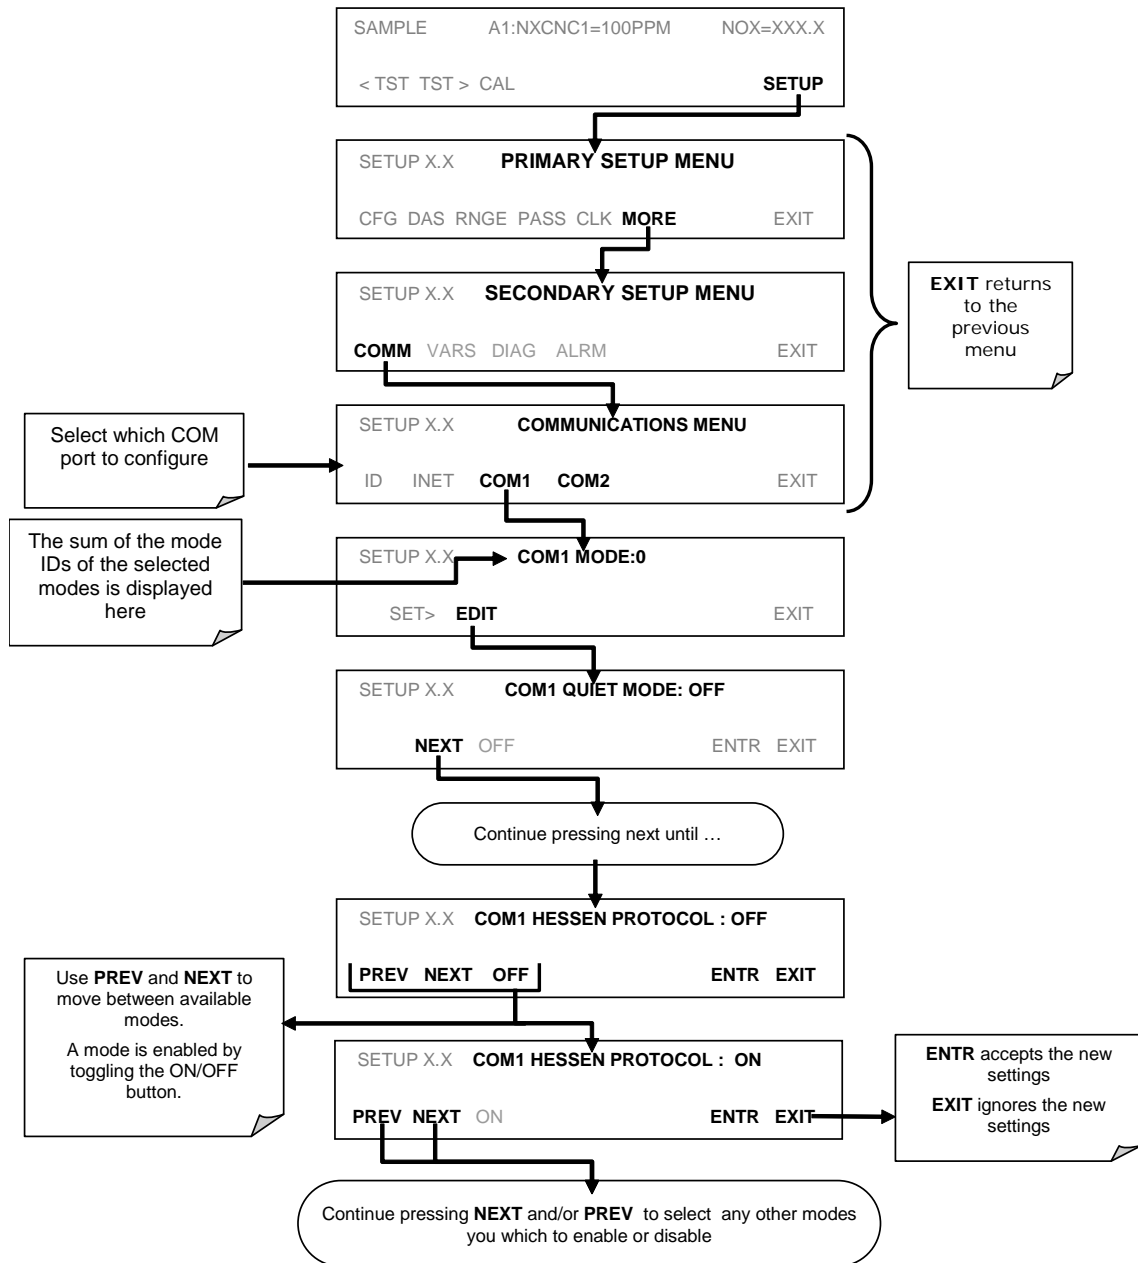 SAMPLE A1:NXCNC1=100PPM NOX=XXX.X
< TST TST > CAL SETUP
SETUP X.X PRIMARY SETUP MENU
CFG DAS RNGE PASS CLK MORE EXIT
SETUP X.X SECONDARY SETUP MENU
COMM VARS DIAG ALRM EXIT
EXIT returns
to the
previous
menu
Select which COM
port to configure
SETUP X.X COMMUNICATIONS MENU
ID INET COM1 COM2 EXIT
The sum of the mode
IDs of the selected
modes is displayed
here
SETUP X.X COM1 MODE:0
SET> EDIT EXIT
SETUP X.X COM1 QUIET MODE: OFF
NEXT OFF ENTR EXIT
Continue pressing next until …
SETUP X.X COM1 HESSEN PROTOCOL : OFF
PREV NEXT OFF ENTR EXIT
Use PREV and NEXT to
move between available
modes.
A mode is enabled by
toggling the ON/OFF
button.
SETUP X.X COM1 HESSEN PROTOCOL : ON
PREV NEXT ON ENTR EXIT
ENTR accepts the new
settings
EXIT ignores the new
settings
Continue pressing NEXT and/or PREV to select any other modes
you which to enable or disable